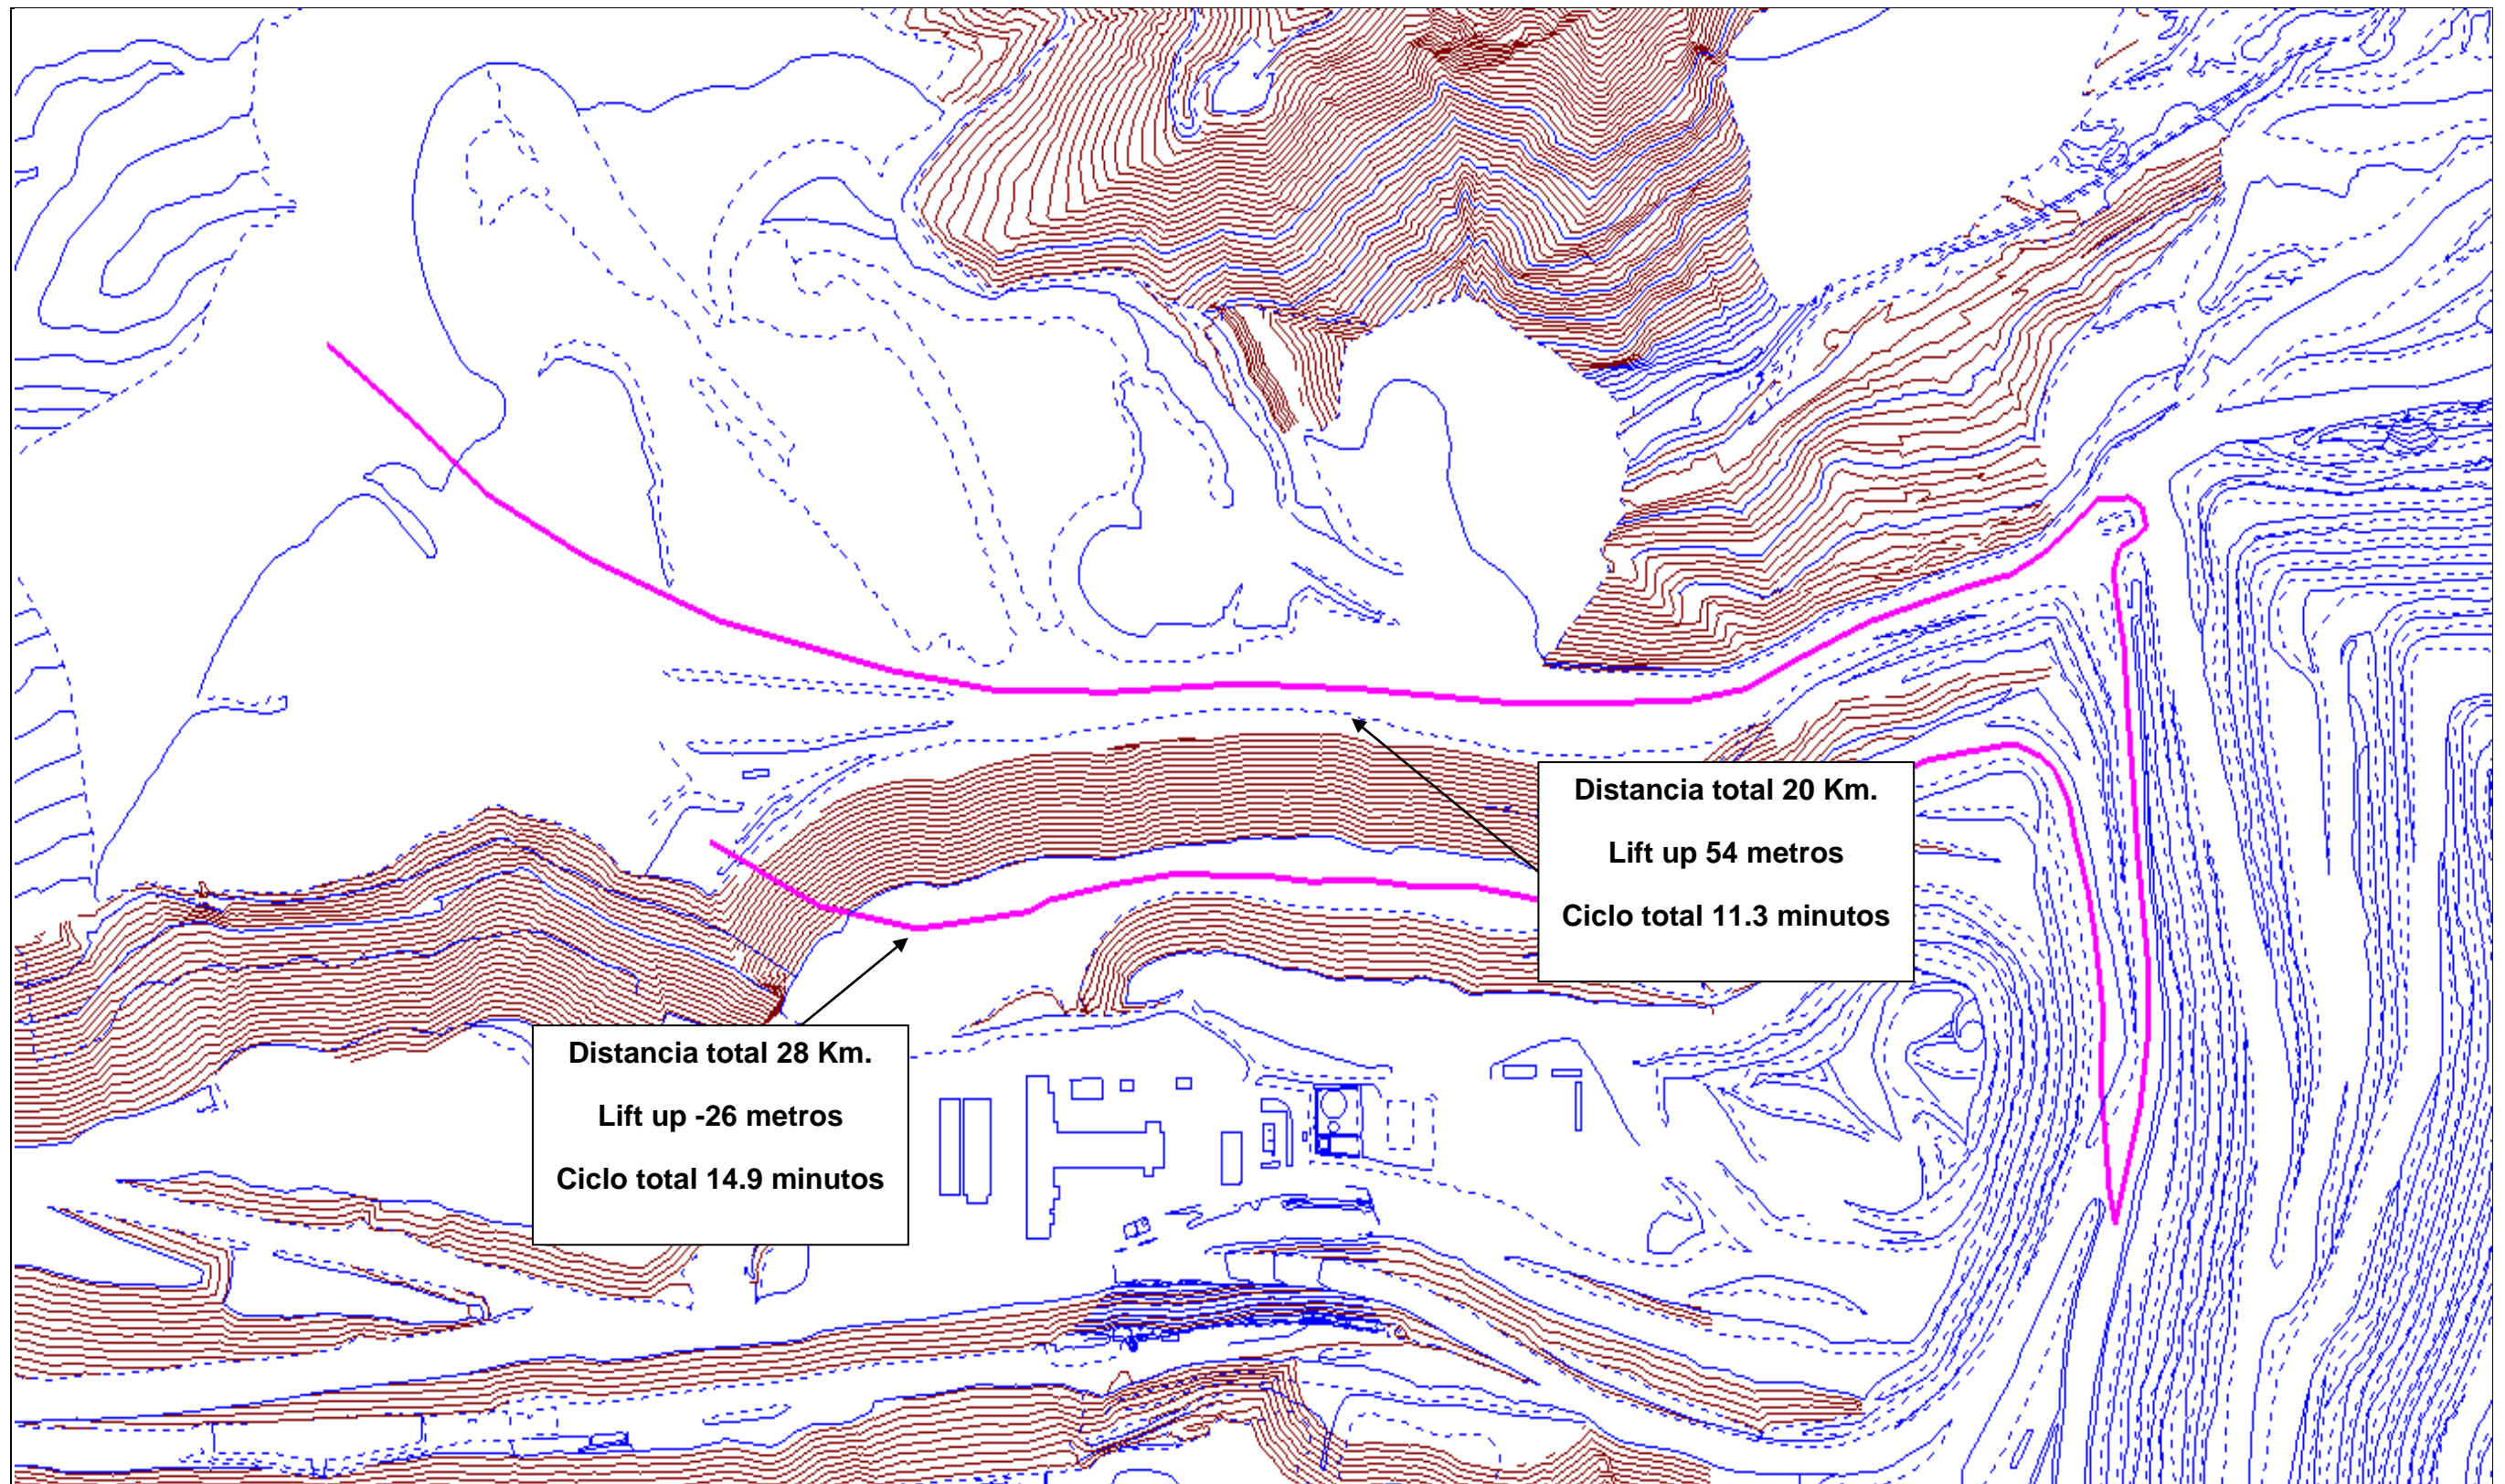 Distancia total 20 Km.
Lift up 54 metros
Ciclo total 11.3 minutos
Distancia total 28 Km.
Lift up -26 metros
Ciclo total 14.9 minutos